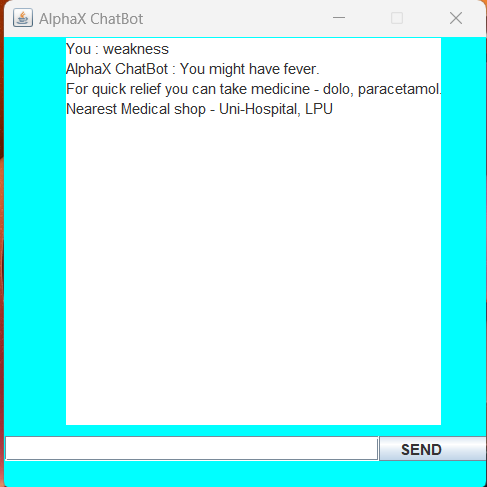 AlphaX ChatBot
You : weakness
AlphaX ChatBot : You might have fever.
For quick relief you can take medicine - dolo, paracetamol.
Nearest Medical shop - Uni-Hospital, LPU
SEND